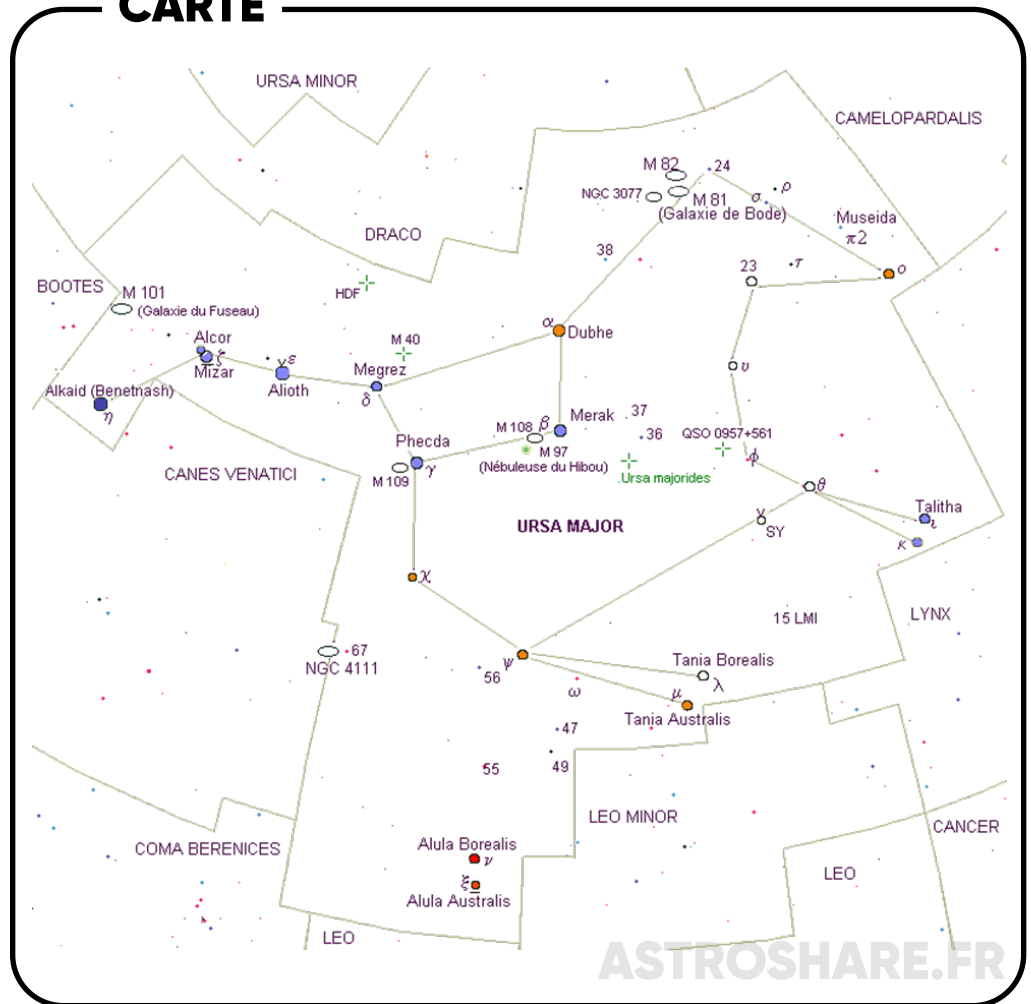 CARTE
URSA MINOR
CAMELOPARDALIS
M 82
24
NGC 3077
M 81
σ
ρ
(Galaxie de Bode)
Museida
π2
DRACO
38
23
τ
ο
BOOTES
HDF
M 101
(Galaxie du Fuseau)
α
Dubhe
Alcor
ζ
Mizar
ε
Alioth
M 40
Megrez
δ
υ
Alkaid (Benetnash)
η
Merak
37
36
M 108
β
M 97
(Nébuleuse du Hibou)
QSO 0957+561
φ
Phecda
γ
M 109
CANES VENATICI
Ursa majorides
θ
Talitha
ι
κ
URSA MAJOR
SY
χ
15 LMI
LYNX
67
NGC 4111
ψ
56
ω
Tania Borealis
λ
μ
Tania Australis
47
55
49
LEO MINOR
CANCER
COMA BERENICES
Alula Borealis
ν
ξ
Alula Australis
LEO
LEO
ASTROSHARE.FR